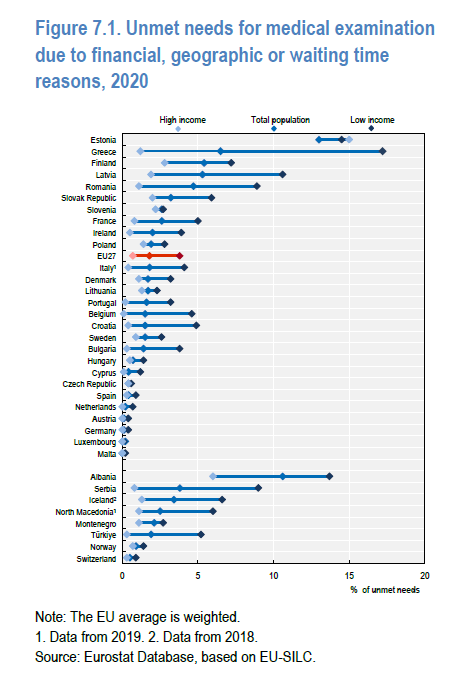 Figure 7.1. Unmet needs for medical examination
due to financial, geographic or waiting time
reasons, 2020
High income Total population Low income
Estonia
Greece
Finland
Latvia
Romania
Slovak Republic
Slovenia
France
Ireland
Poland
EU27
Italy¹
Denmark
Lithuania
Portugal
Belgium
Croatia
Sweden
Bulgaria
Hungary
Cyprus
Czech Republic
Spain
Netherlands
Austria
Germany
Luxembourg
Malta
Albania
Serbia
Iceland²
North Macedonia¹
Montenegro
Türkiye
Norway
Switzerland
0 5 10 15 20
% of unmet needs
Note: The EU average is weighted.
1. Data from 2019. 2. Data from 2018.
Source: Eurostat Database, based on EU-SILC.